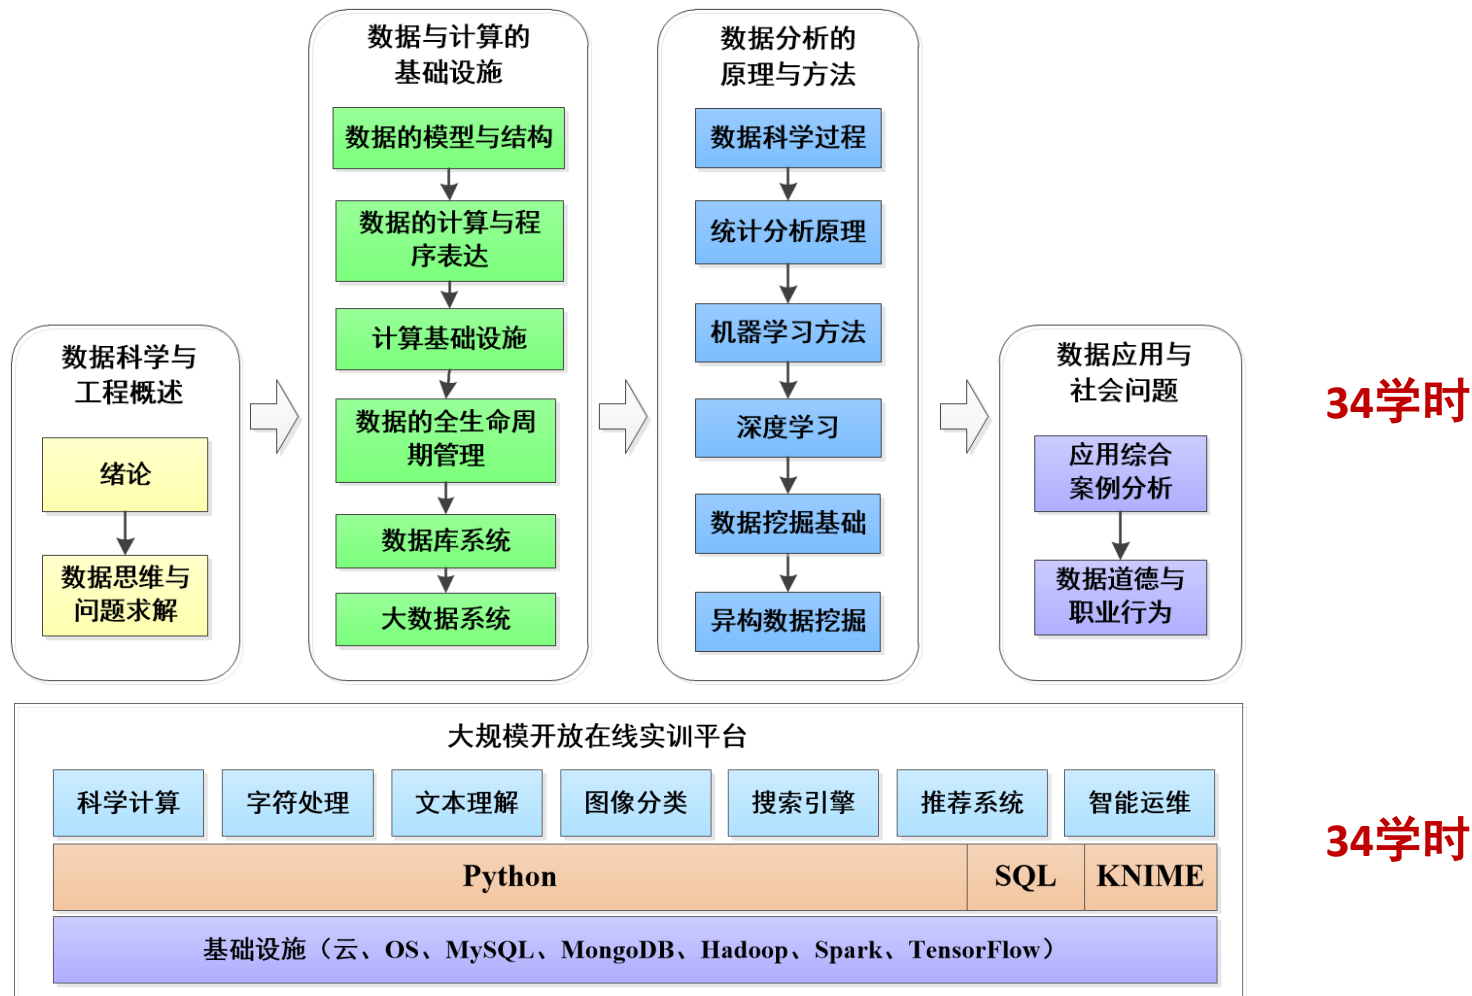 数据科学与
工程概述
绪论
数据思维与
问题求解
数据与计算的
基础设施
数据的模型与结构
数据的计算与程
序表达
计算基础设施
数据的全生命周
期管理
数据库系统
大数据系统
数据分析的
原理与方法
数据科学过程
统计分析原理
机器学习方法
深度学习
数据挖掘基础
异构数据挖掘
数据应用与
社会问题
应用综合
案例分析
数据道德与
职业行为
34学时
大规模开放在线实训平台
科学计算
字符处理
文本理解
图像分类
搜索引擎
推荐系统
智能运维
Python
SQL
KNIME
基础设施（云、OS、MySQL、MongoDB、Hadoop、Spark、TensorFlow）
34学时